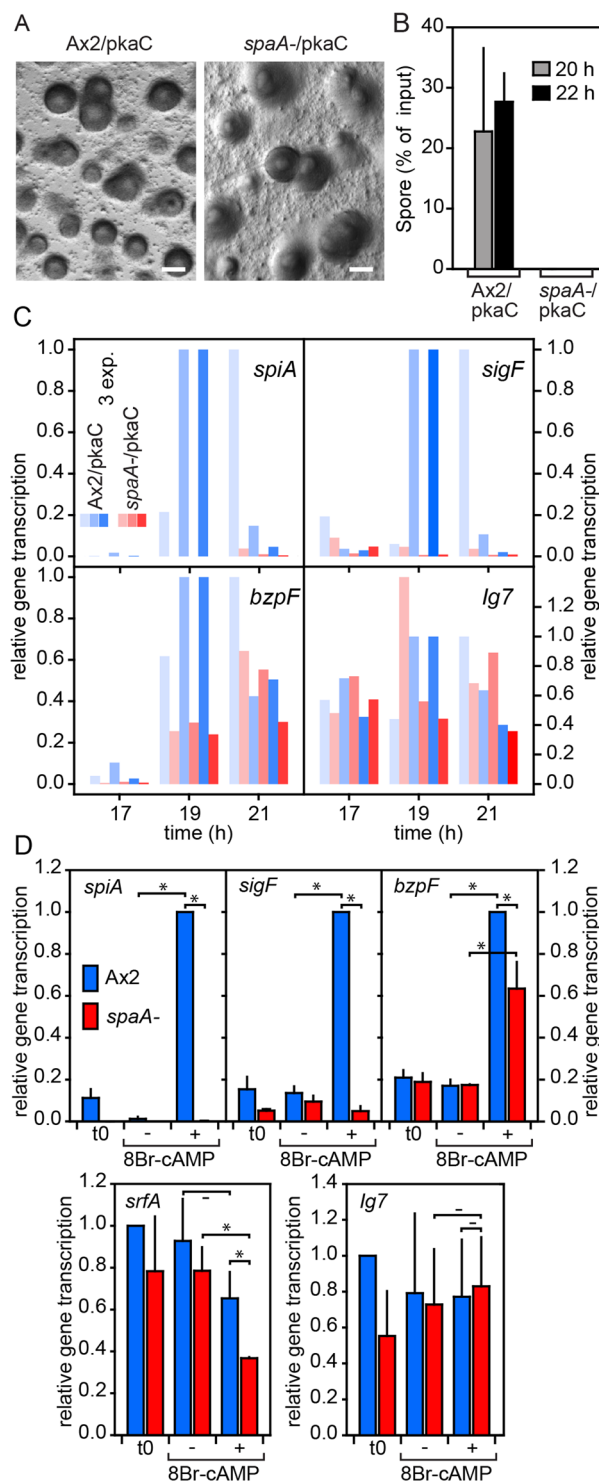 A
Ax2/pkaC
spaA-/pkaC
B
Spore (% of input)
40
30
20
10
0
20 h
22 h
Ax2/
pkaC
spaA-/
pkaC
C
relative gene transcription
1.0
0.8
0.6
0.4
0.2
0.0
Ax2/pkaC
3 exp.
spaA-/pkaC
spiA
sigF
1.0
0.8
0.6
0.4
0.2
0.0
relative gene transcription
relative gene transcription
1.0
0.8
0.6
0.4
0.2
0.0
bzpF
lg7
1.2
1.0
0.8
0.6
0.4
0.2
0.0
relative gene transcription
17
19
21
17
19
21
time (h)
time (h)
D
relative gene transcription
1.2
1.0
0.8
0.6
0.4
0.2
0.0
spiA
*
*
Ax2
spaA-
sigF
*
*
bzpF
*
*
*
1.2
1.0
0.8
0.6
0.4
0.2
0.0
relative gene transcription
t0
-
+
t0
-
+
t0
-
+
8Br-cAMP
8Br-cAMP
8Br-cAMP
relative gene transcription
1.2
1.0
0.8
0.6
0.4
0.2
0.0
srfA
–
*
*
t0
-
+
8Br-cAMP
relative gene transcription
1.4
1.2
1.0
0.8
0.6
0.4
0.2
0.0
lg7
–
–
t0
-
+
8Br-cAMP